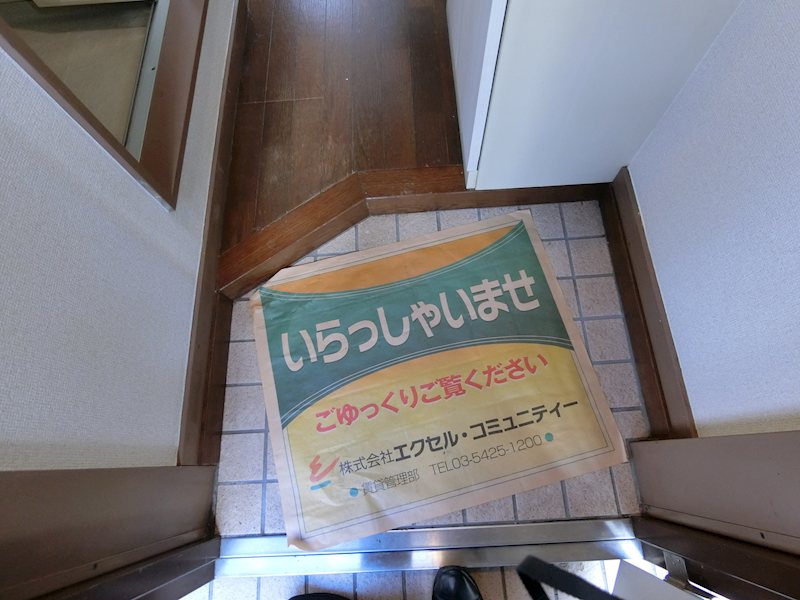 いらっしゃいませ
ごゆっくりご覧ください
株式会社エクセル・コミュニティー
●賃貸管理部 TEL03-5425-1200●